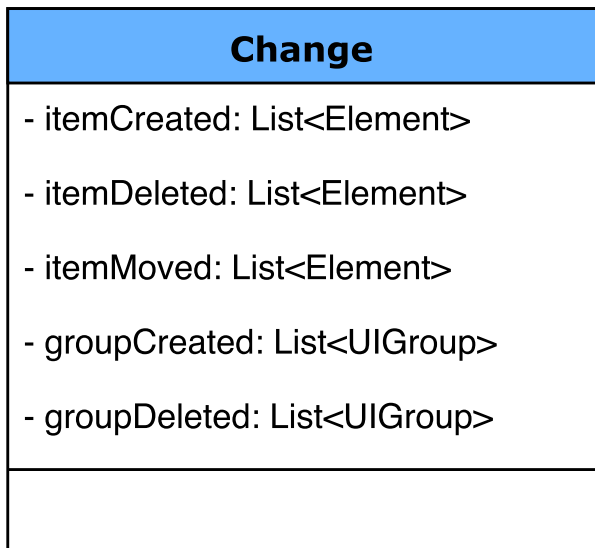 Change
- itemCreated: List<Element>
- itemDeleted: List<Element>
- itemMoved: List<Element>
- groupCreated: List<UIGroup>
- groupDeleted: List<UIGroup>